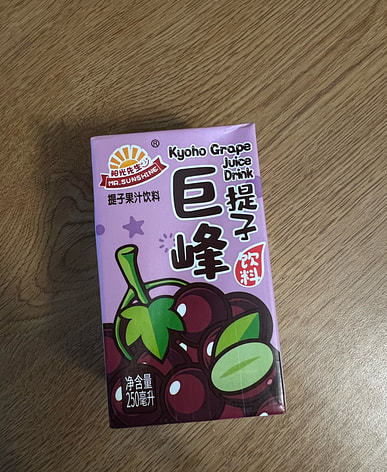 阳光先生
MR.SUNSHINE
®
提子果汁饮料
Kyoho Grape
Juice
Drink
巨峰
提子
饮料
净含量
250毫升